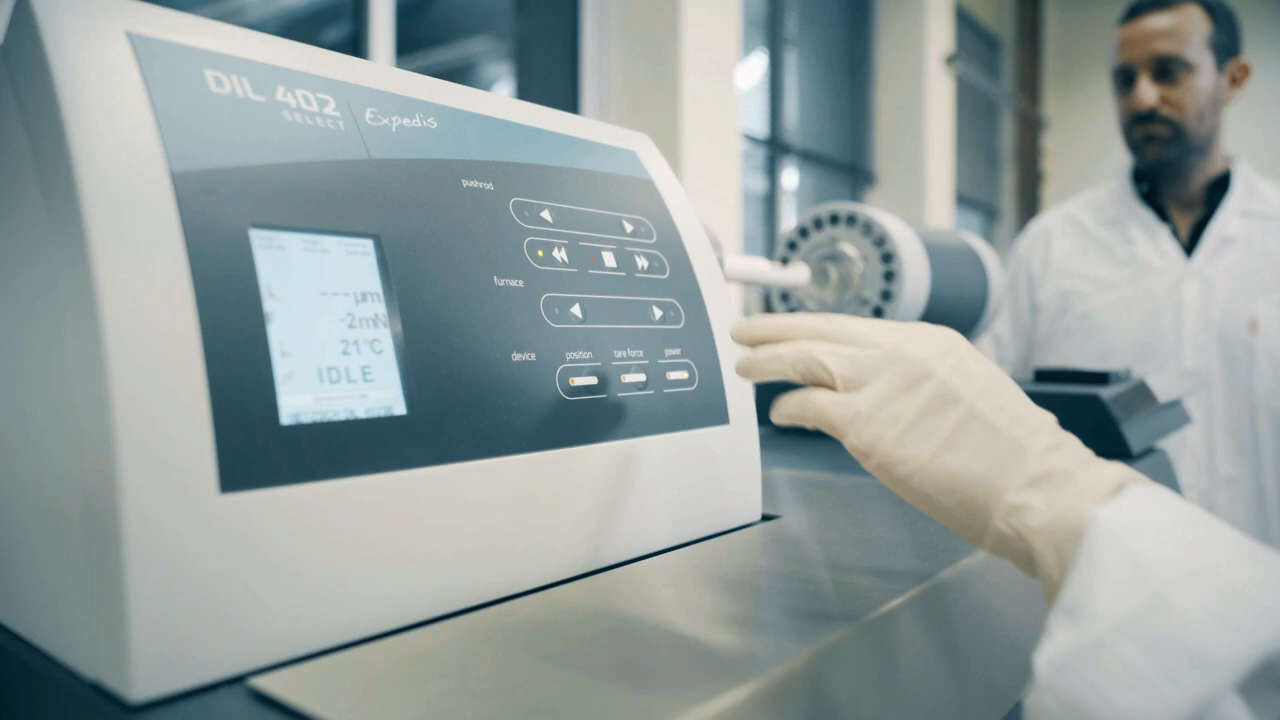 DIL 402
SELECT
Expedis
pushrod
furnace
device
position
tare force
power
---µm
-2mN
21°C
IDLE